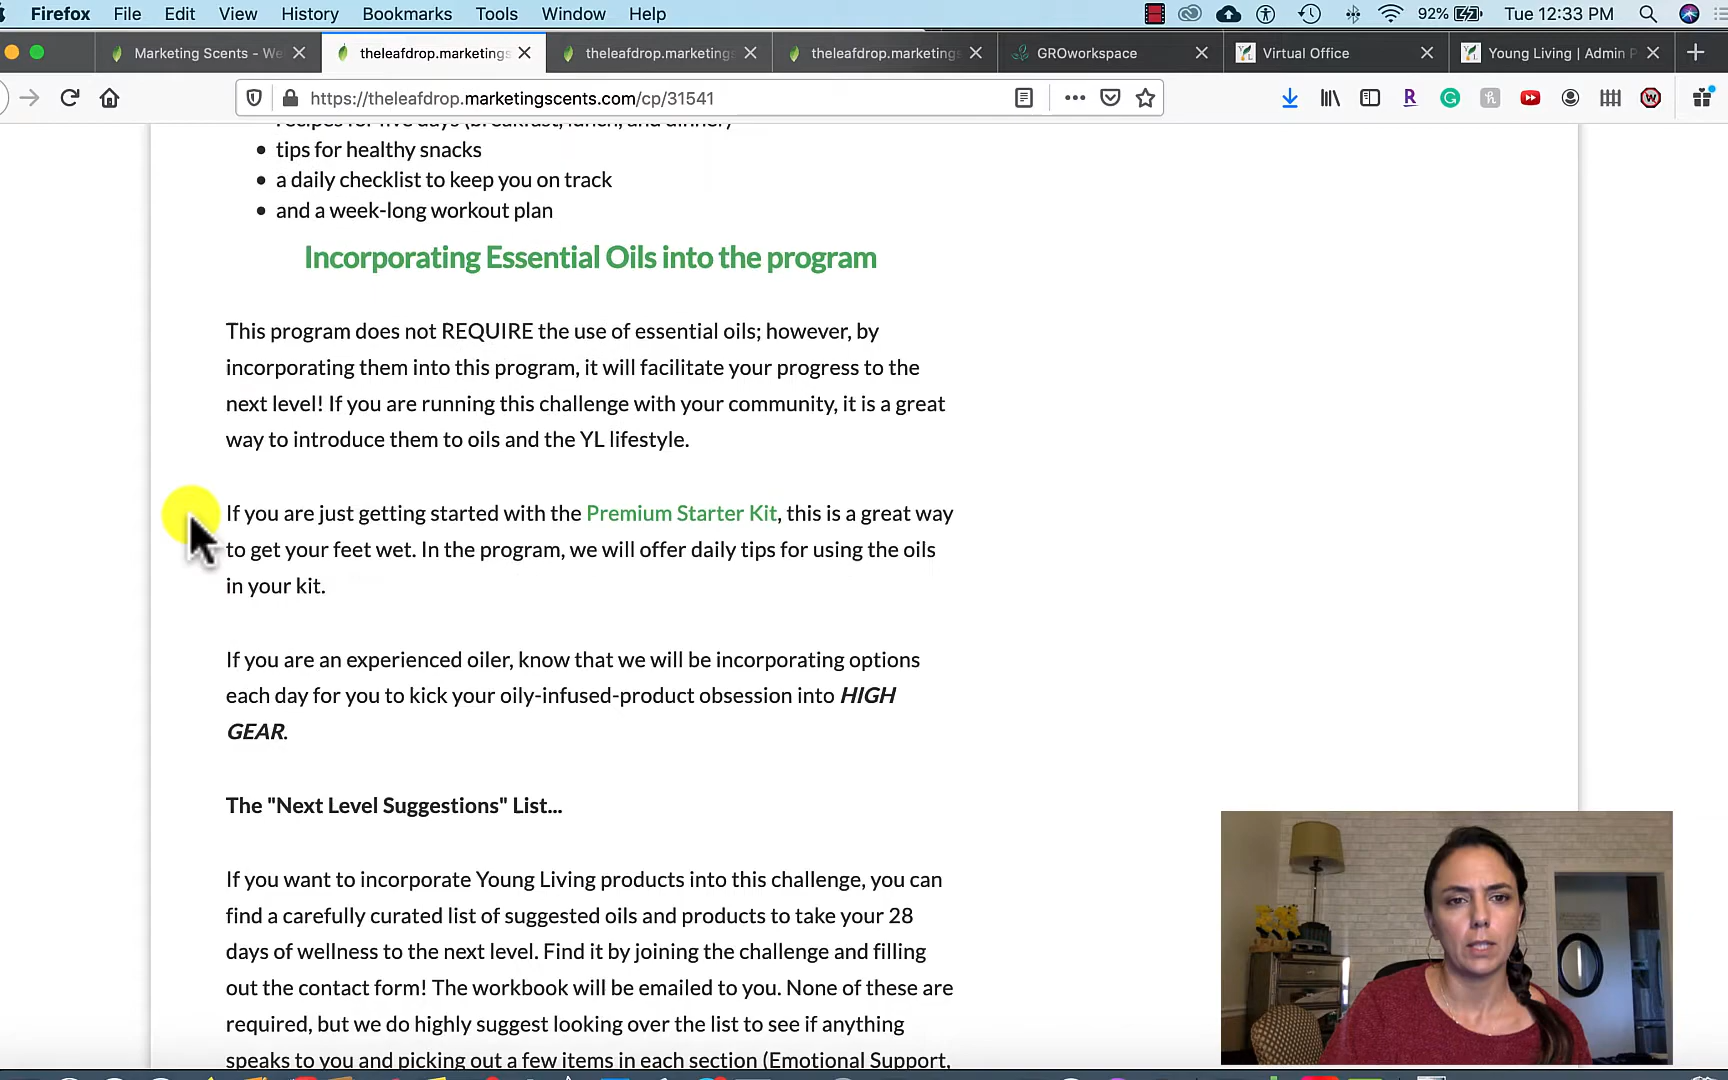 Firefox File Edit View History Bookmarks Tools Window Help 92% Tue 12:33 PM
Marketing Scents - We theleafdrop.marketings theleafdrop.marketings theleafdrop.marketings GROworkspace Virtual Office Young Living | Admin P
https://theleafdrop.marketingscents.com/cp/31541
recipes for five days (breakfast, lunch, and dinner)
• tips for healthy snacks
• a daily checklist to keep you on track
• and a week-long workout plan
Incorporating Essential Oils into the program
This program does not REQUIRE the use of essential oils; however, by
incorporating them into this program, it will facilitate your progress to the
next level! If you are running this challenge with your community, it is a great
way to introduce them to oils and the YL lifestyle.
If you are just getting started with the Premium Starter Kit, this is a great way
to get your feet wet. In the program, we will offer daily tips for using the oils
in your kit.
If you are an experienced oiler, know that we will be incorporating options
each day for you to kick your oily-infused-product obsession into HIGH
GEAR.
The "Next Level Suggestions" List...
If you want to incorporate Young Living products into this challenge, you can
find a carefully curated list of suggested oils and products to take your 28
days of wellness to the next level. Find it by joining the challenge and filling
out the contact form! The workbook will be emailed to you. None of these are
required, but we do highly suggest looking over the list to see if anything
speaks to you and picking out a few items in each section (Emotional Support,